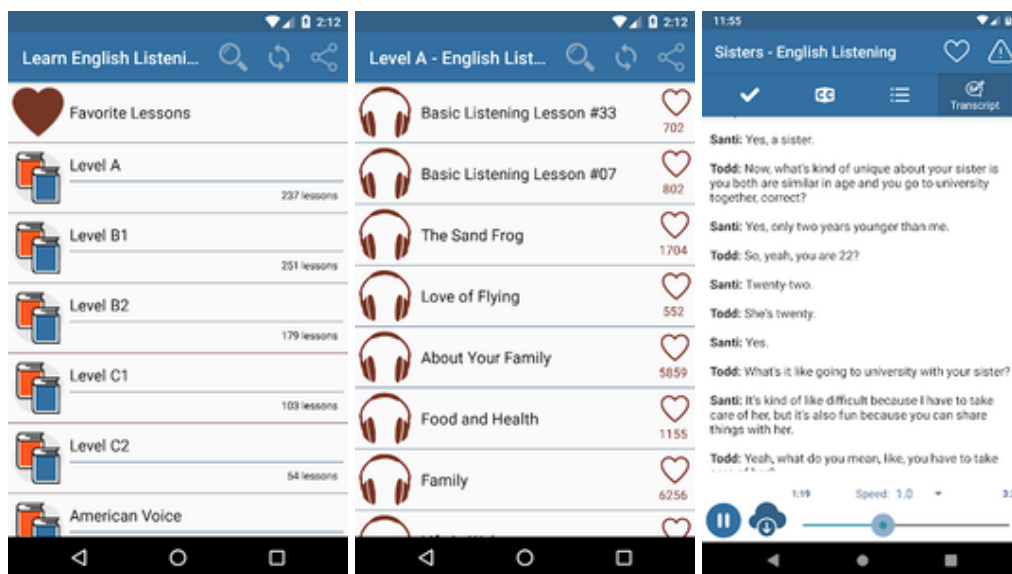 2:12
Learn English Listeni...
Favorite Lessons
Level A
237 lessons
Level B1
251 lessons
Level B2
179 lessons
Level C1
103 lessons
Level C2
54 lessons
American Voice
2:12
Level A - English List...
Basic Listening Lesson #33
702
Basic Listening Lesson #07
802
The Sand Frog
1704
Love of Flying
552
About Your Family
5859
Food and Health
1155
Family
6256
11:55
Sisters - English Listening
CC
Transcript
Santi: Yes, a sister.
Todd: Now, what's kind of unique about your sister is
you both are similar in age and you go to university
together, correct?
Santi: Yes, only two years younger than me.
Todd: So, yeah, you are 22?
Santi: Twenty-two.
Todd: She's twenty.
Santi: Yes.
Todd: What's it like going to university with your sister?
Santi: It's kind of like difficult because I have to take
care of her, but it's also fun because you can share
things with her.
Todd: Yeah, what do you mean, like, you have to take
1:19
Speed: 1.0